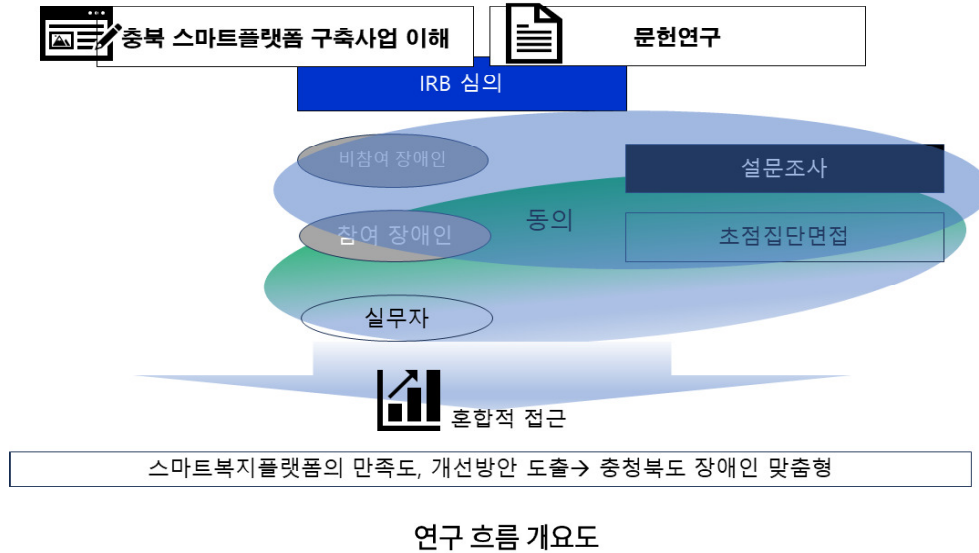 충북 스마트플랫폼 구축사업 이해
문헌연구
IRB 심의
비참여 장애인
설문조사
참여 장애인
동의
초점집단면접
실무자
혼합적 접근
스마트복지플랫폼의 만족도, 개선방안 도출→ 충청북도 장애인 맞춤형
연구 흐름 개요도